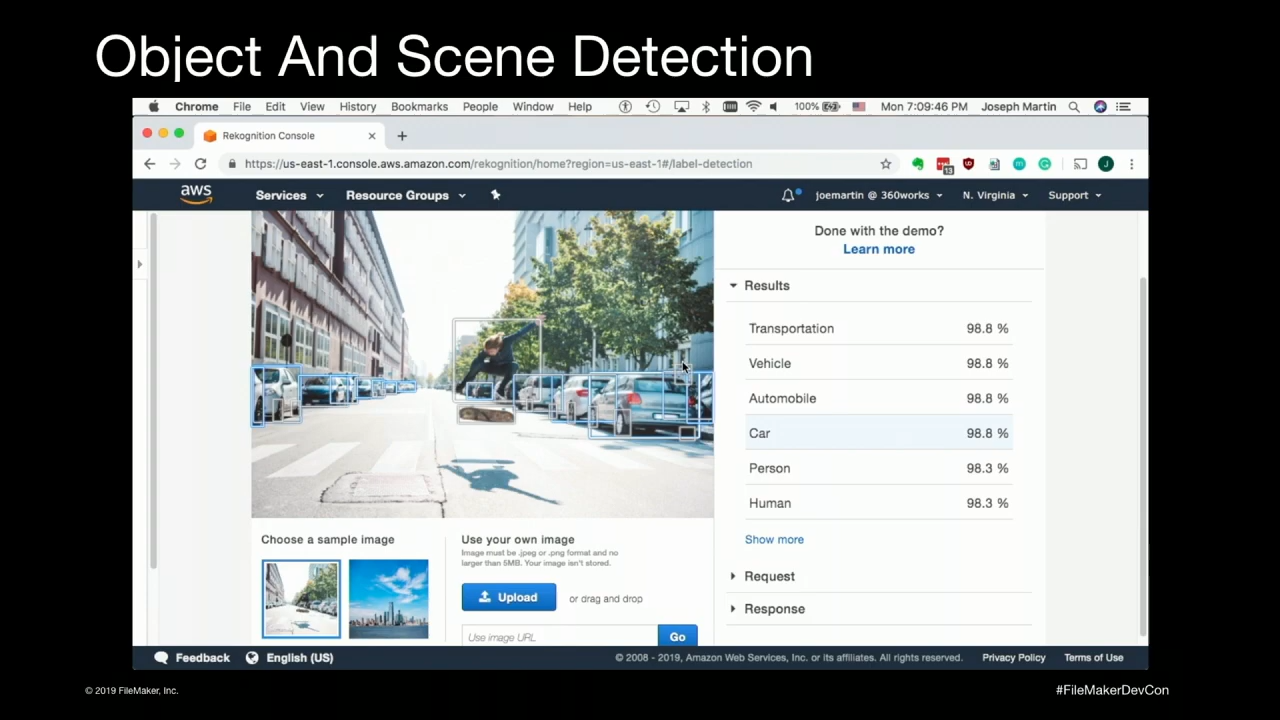 Object And Scene Detection
Chrome File Edit View History Bookmarks People Window Help 100% Mon 7:09:46 PM Joseph Martin
Rekognition Console
https://us-east-1.console.aws.amazon.com/rekognition/home?region=us-east-1#/label-detection
13
J
aws Services Resource Groups joemartin @ 360works N. Virginia Support
Done with the demo?
Learn more
Results
Transportation 98.8 %
Vehicle 98.8 %
Automobile 98.8 %
Car 98.8 %
Person 98.3 %
Human 98.3 %
Show more
Request
Response
Choose a sample image
Use your own image
Image must be .jpeg or .png format and no
larger than 5MB. Your image isn't stored.
Upload or drag and drop
Use image URL Go
Feedback English (US) © 2008 - 2019, Amazon Web Services, Inc. or its affiliates. All rights reserved. Privacy Policy Terms of Use
© 2019 FileMaker, Inc.
#FileMakerDevCon